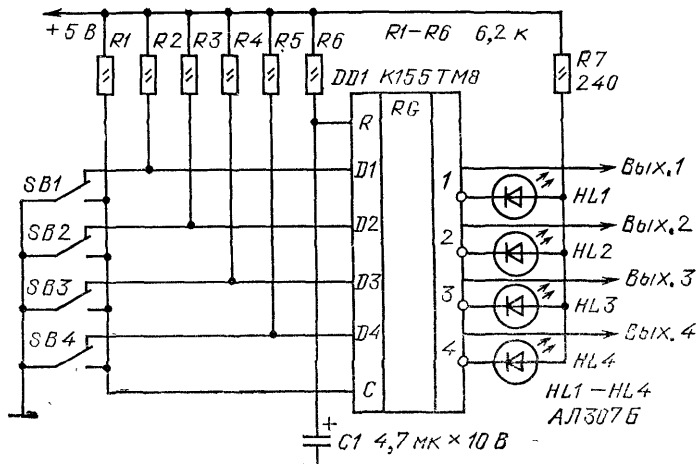 +5 В
R1 R2 R3 R4 R5 R6
R1–R6 6,2 к
R7
240
DD1 К155ТМ8
RG
R
D1
D2
D3
D4
C
SB1
SB2
SB3
SB4
1
2
3
4
Вых.1
HL1
Вых.2
HL2
Вых.3
HL3
Вых.4
HL4
HL1–HL4
АЛ307Б
+
C1 4,7 мк × 10 В